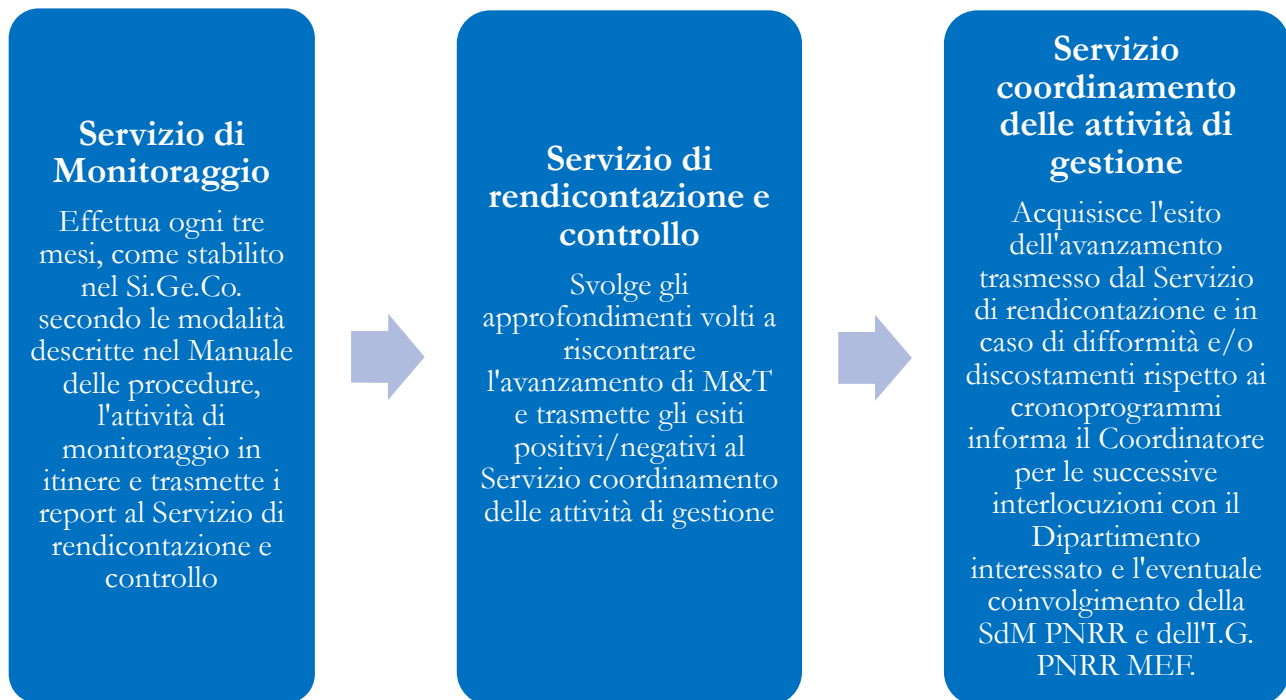 Servizio di
Monitoraggio
Effettua ogni tre
mesi, come stabilito
nel Si.Ge.Co.
secondo le modalità
descritte nel Manuale
delle procedure,
l'attività di
monitoraggio in
itinere e trasmette i
report al Servizio di
rendicontazione e
controllo
Servizio di
rendicontazione e
controllo
Svolge gli
approfondimenti volti a
riscontrare
l'avanzamento di M&T
e trasmette gli esiti
positivi/negativi al
Servizio coordinamento
delle attività di gestione
Servizio
coordinamento
delle attività di
gestione
Acquisisce l'esito
dell'avanzamento
trasmesso dal Servizio
di rendicontazione e in
caso di difformità e/o
discostamenti rispetto ai
cronoprogrammi
informa il Coordinatore
per le successive
interlocuzioni con il
Dipartimento
interessato e l'eventuale
coinvolgimento della
SdM PNRR e dell'I.G.
PNRR MEF.